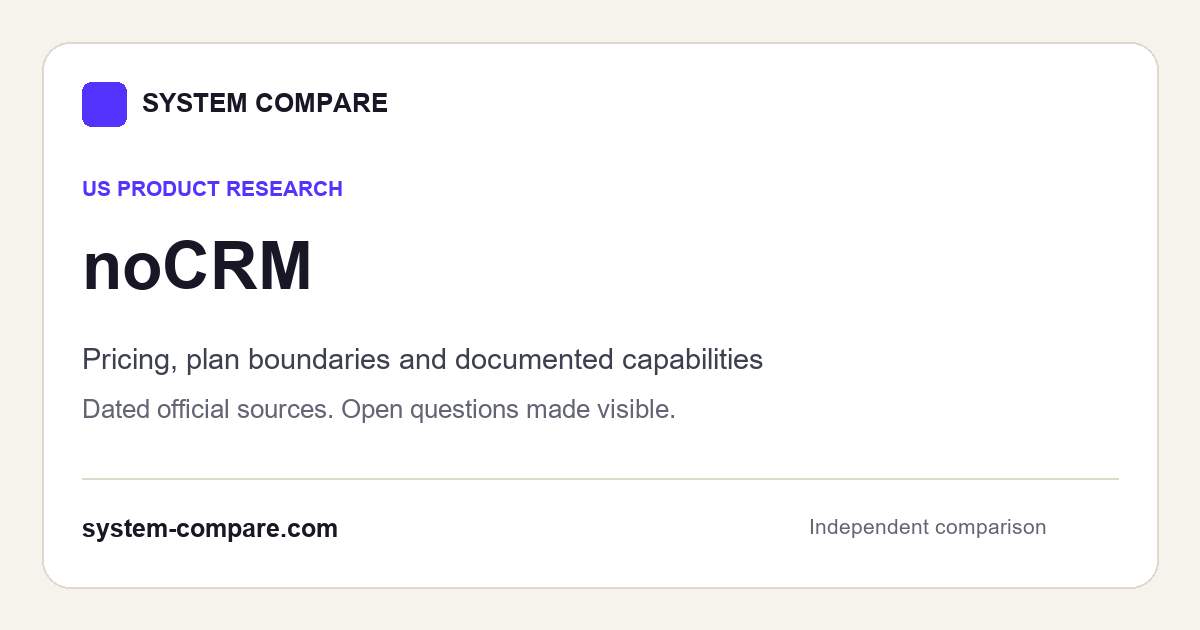 SYSTEM COMPARE
US PRODUCT RESEARCH
noCRM
Pricing, plan boundaries and documented capabilities
Dated official sources. Open questions made visible.
system-compare.com
Independent comparison